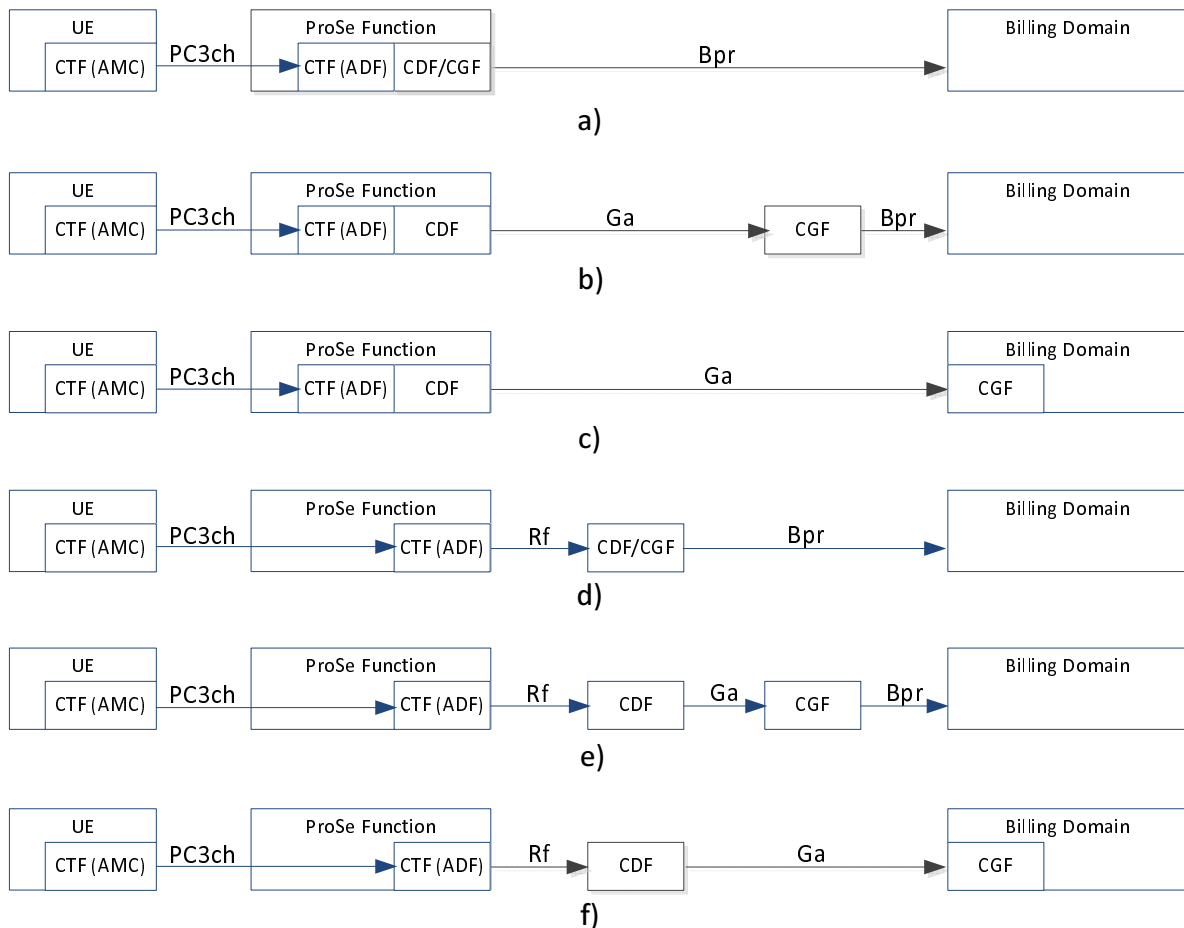 UE
ProSe Function
Billing Domain
CTF (AMC)
PC3ch
CTF (ADF)
CDF/CGF
Bpr
a)
UE
ProSe Function
Billing Domain
CTF (AMC)
PC3ch
CTF (ADF)
CDF
Ga
CGF
Bpr
b)
UE
ProSe Function
Billing Domain
CTF (AMC)
PC3ch
CTF (ADF)
CDF
Ga
CGF
c)
UE
ProSe Function
Billing Domain
CTF (AMC)
PC3ch
CTF (ADF)
Rf
CDF/CGF
Bpr
d)
UE
ProSe Function
Billing Domain
CTF (AMC)
PC3ch
CTF (ADF)
Rf
CDF
Ga
CGF
Bpr
e)
UE
ProSe Function
Billing Domain
CTF (AMC)
PC3ch
CTF (ADF)
Rf
CDF
Ga
CGF
f)